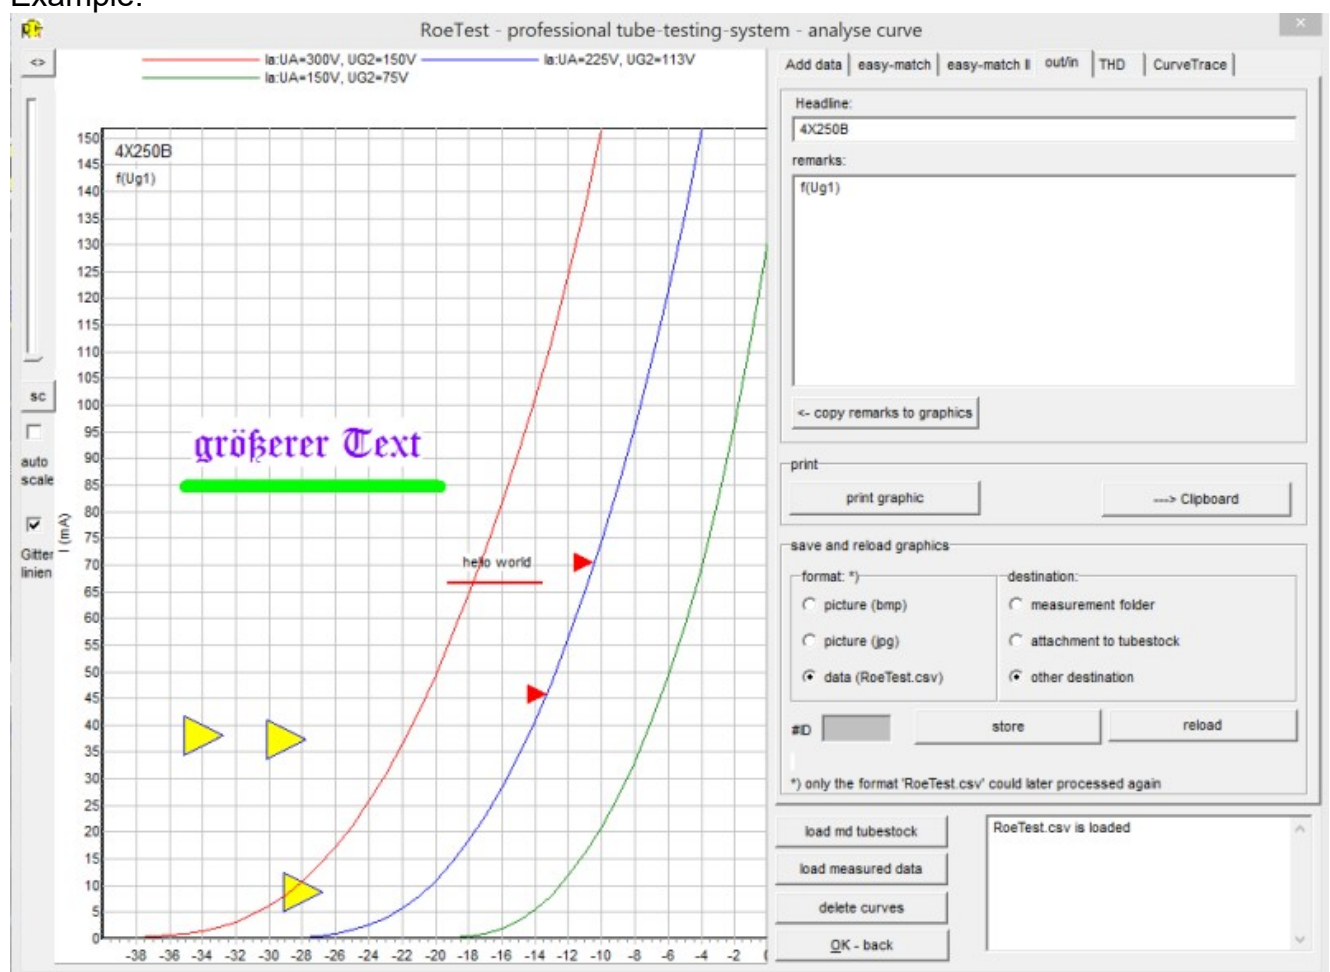 Example:
RoeTest - professional tube-testing-system - analyse curve
<>
Ia:UA=300V, UG2=150V
Ia:UA=225V, UG2=113V
Ia:UA=150V, UG2=75V
Add data
easy-match
easy-match II
out/in
THD
CurveTrace
Headline:
4X250B
remarks:
f(Ug1)
<- copy remarks to graphics
print
print graphic
---> Clipboard
save and reload graphics
format: *)
destination:
picture (bmp)
measurement folder
picture (jpg)
attachment to tubestock
data (RoeTest.csv)
other destination
#ID
store
reload
*) only the format 'RoeTest.csv' could later processed again
load md tubestock
load measured data
delete curves
OK - back
RoeTest.csv is loaded
sc
auto
scale
Gitter
linien
I (mA)
4X250B
f(Ug1)
größerer Text
hello world
150
145
140
135
130
125
120
115
110
105
100
95
90
85
80
75
70
65
60
55
50
45
40
35
30
25
20
15
10
5
0
-38 -36 -34 -32 -30 -28 -26 -24 -22 -20 -18 -16 -14 -12 -10 -8 -6 -4 -2